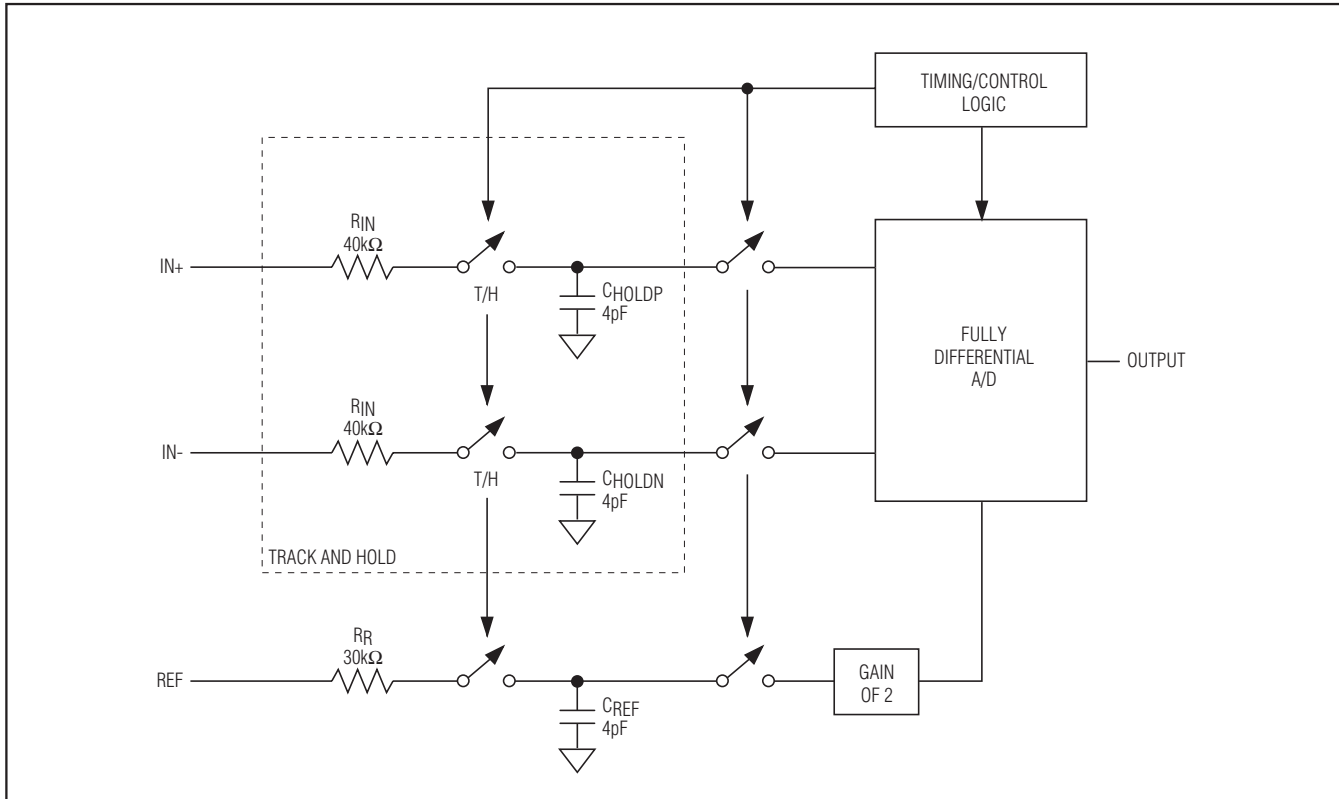 TIMING/CONTROL
LOGIC
RIN
40kΩ
IN+
T/H
CHOLDP
4pF
FULLY
DIFFERENTIAL
A/D
OUTPUT
RIN
40kΩ
IN-
T/H
CHOLDN
4pF
TRACK AND HOLD
RR
30kΩ
REF
CREF
4pF
GAIN
OF 2